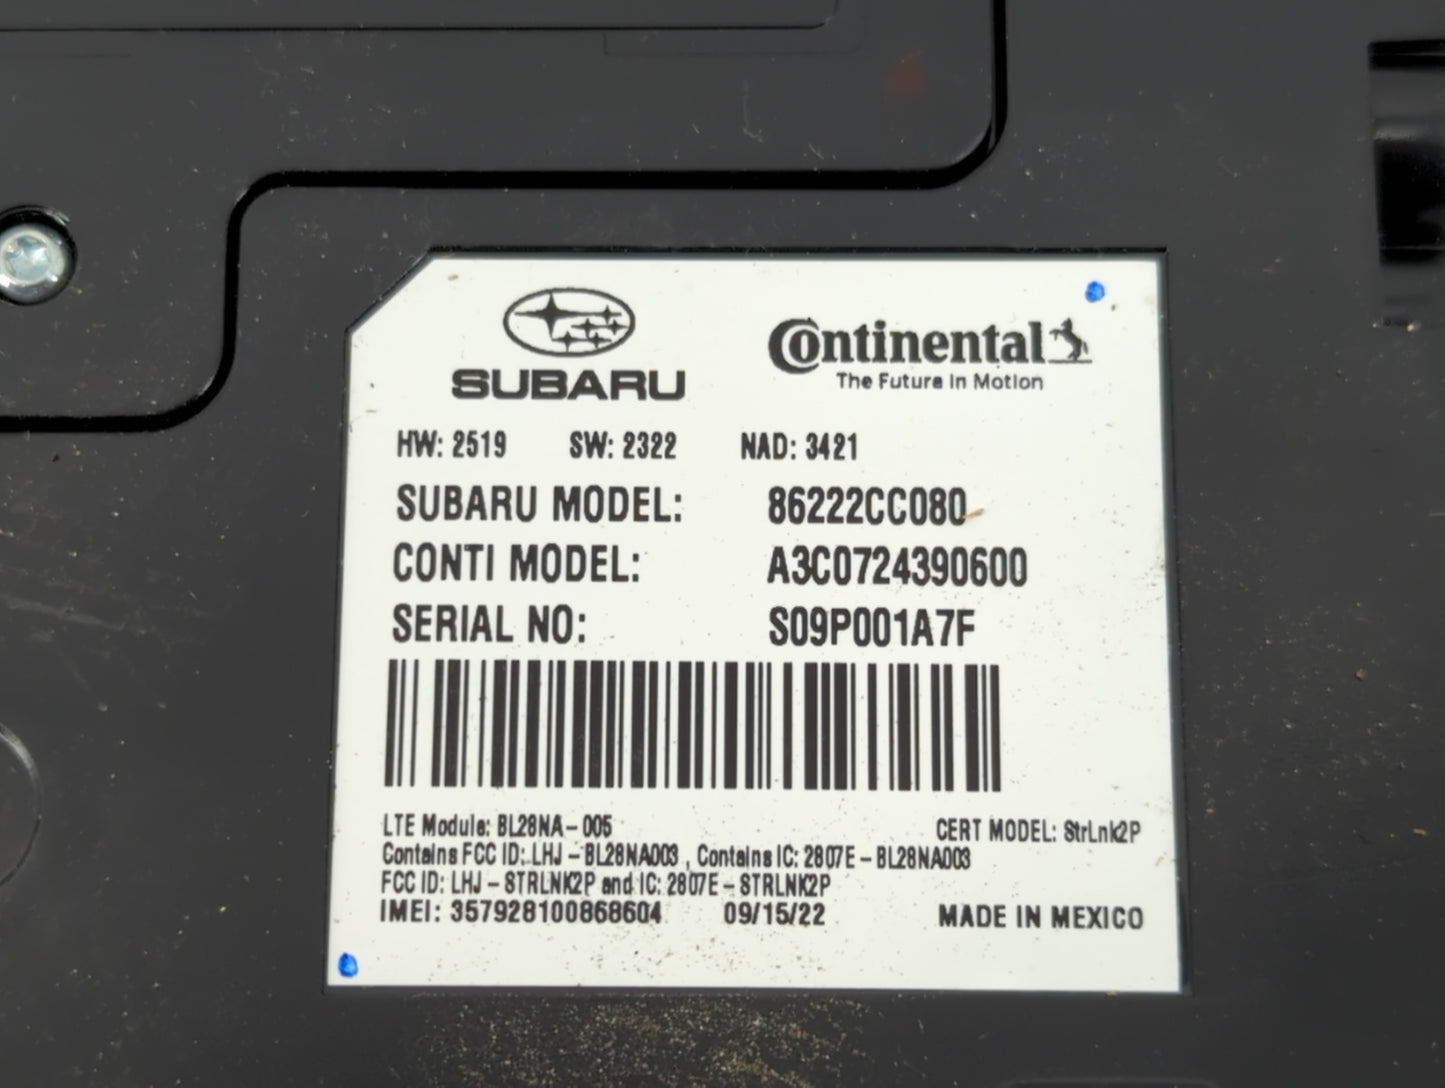 SUBARU
Continental
The Future in Motion
HW: 2519 SW: 2322 NAD: 3421
SUBARU MODEL: 86222CC080
CONTI MODEL: A3C0724390600
SERIAL NO: S09P001A7F
LTE Module: BL28NA-005 CERT MODEL: StrLnk2P
Contains FCC ID: LHJ-BL28NA003 , Contains IC: 2807E-BL28NA003
FCC ID: LHJ-STRLNK2P and IC: 2807E-STRLNK2P
IMEI: 357928100868604 09/15/22 MADE IN MEXICO